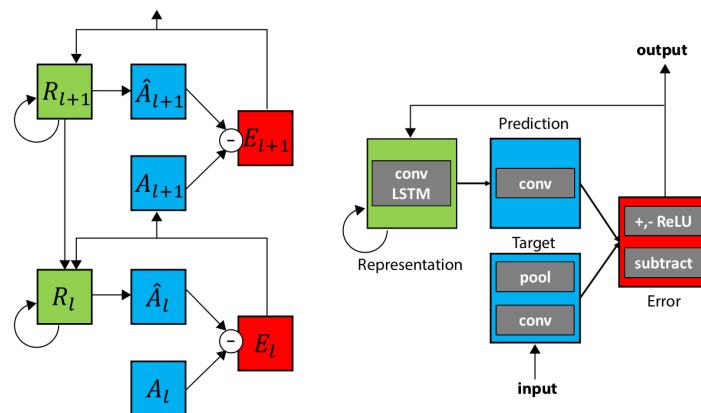 R_{l+1}
Â_{l+1}
E_{l+1}
A_{l+1}
R_l
Â_l
E_l
A_l
-
-
output
Prediction
conv
LSTM
conv
+,- ReLU
subtract
Target
Representation
pool
conv
Error
input